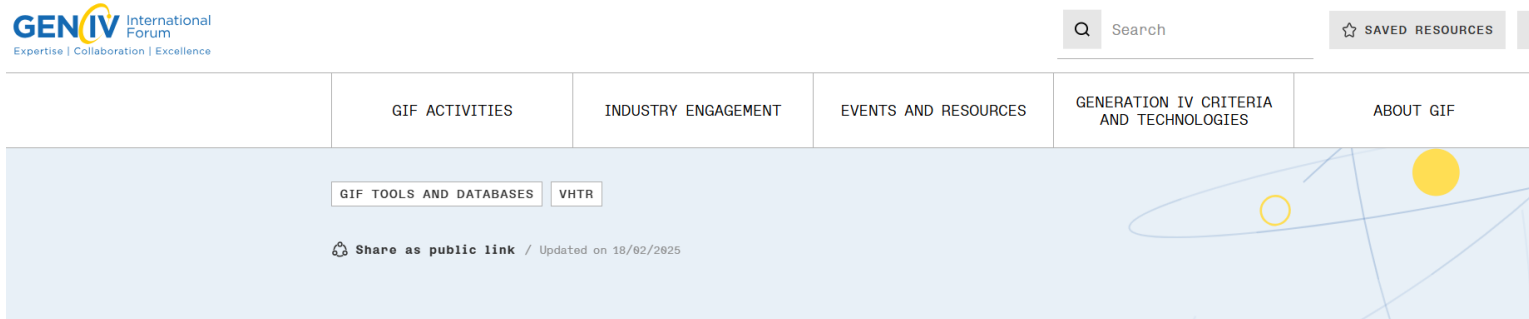 GEN IV International
Forum
Expertise | Collaboration | Excellence
Search
SAVED RESOURCES
GIF ACTIVITIES
INDUSTRY ENGAGEMENT
EVENTS AND RESOURCES
GENERATION IV CRITERIA
AND TECHNOLOGIES
ABOUT GIF
GIF TOOLS AND DATABASES
VHTR
Share as public link / Updated on 18/02/2025